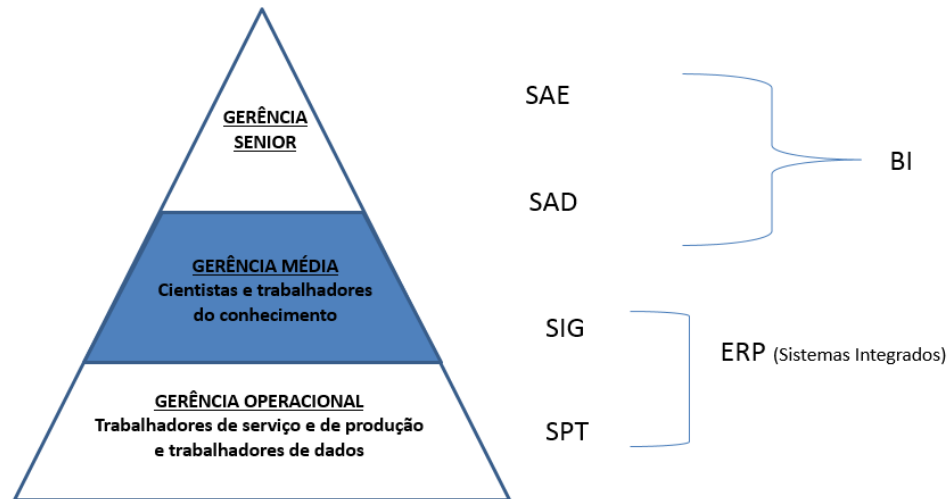 GERÊNCIA
SENIOR
GERÊNCIA MÉDIA
Cientistas e trabalhadores
do conhecimento
GERÊNCIA OPERACIONAL
Trabalhadores de serviço e de produção
e trabalhadores de dados
SAE
SAD
BI
SIG
SPT
ERP (Sistemas Integrados)